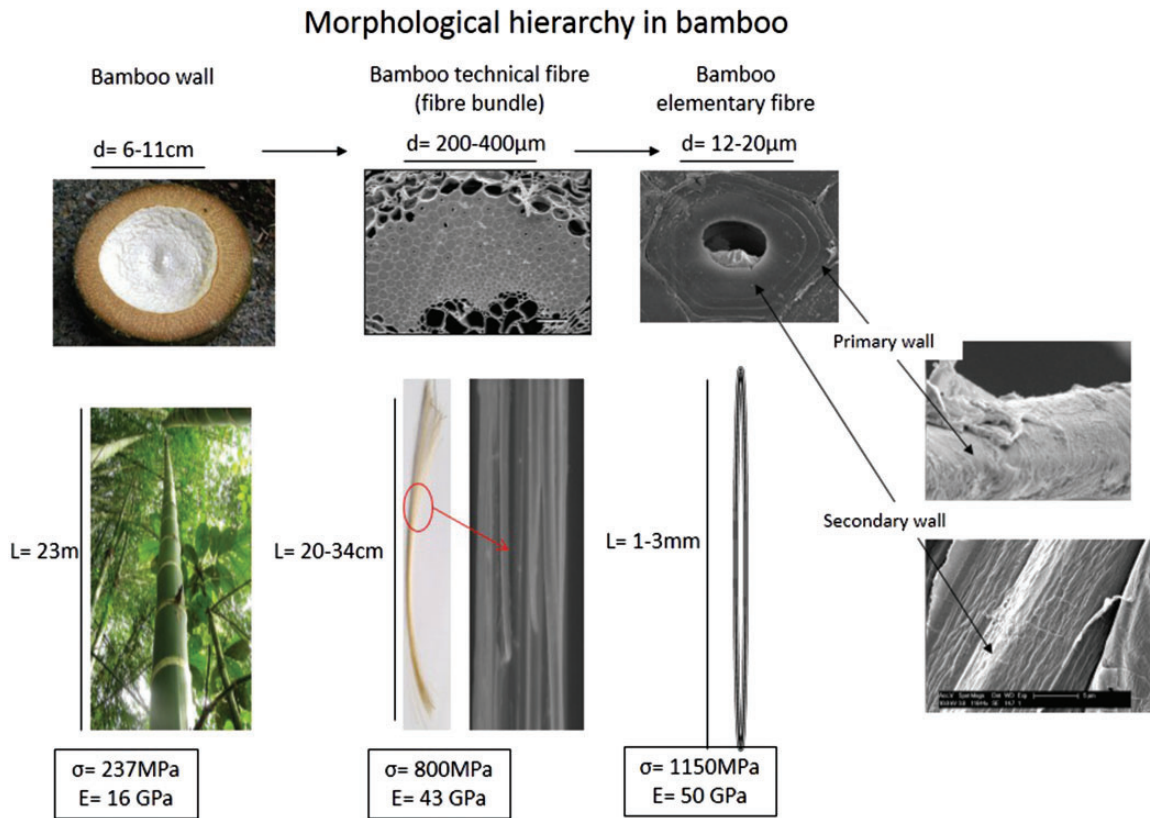 Morphological hierarchy in bamboo
Bamboo wall
Bamboo technical fibre
(fibre bundle)
Bamboo
elementary fibre
d= 6-11cm
d= 200-400µm
d= 12-20µm
Primary wall
Secondary wall
L= 23m
L= 20-34cm
L= 1-3mm
σ= 237MPa
E= 16 GPa
σ= 800MPa
E= 43 GPa
σ= 1150MPa
E= 50 GPa